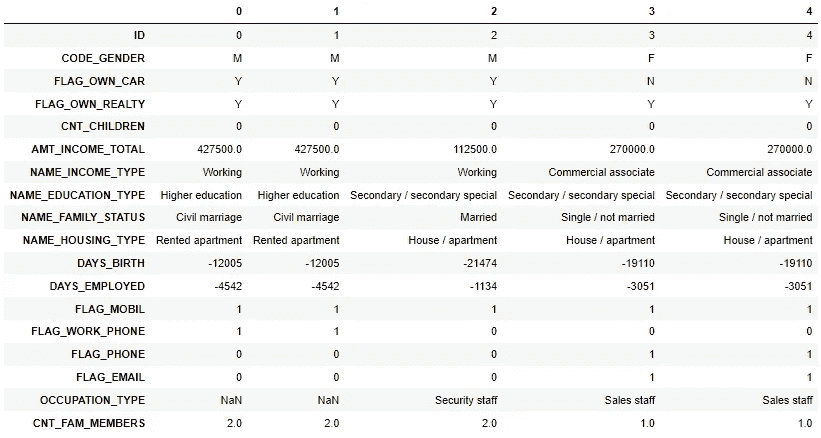 0 1 2 3 4
ID 0 1 2 3 4
CODE_GENDER M M M F F
FLAG_OWN_CAR Y Y Y N N
FLAG_OWN_REALTY Y Y Y Y Y
CNT_CHILDREN 0 0 0 0 0
AMT_INCOME_TOTAL 427500.0 427500.0 112500.0 270000.0 270000.0
NAME_INCOME_TYPE Working Working Working Commercial associate Commercial associate
NAME_EDUCATION_TYPE Higher education Higher education Secondary / secondary special Secondary / secondary special Secondary / secondary special
NAME_FAMILY_STATUS Civil marriage Civil marriage Married Single / not married Single / not married
NAME_HOUSING_TYPE Rented apartment Rented apartment House / apartment House / apartment House / apartment
DAYS_BIRTH -12005 -12005 -21474 -19110 -19110
DAYS_EMPLOYED -4542 -4542 -1134 -3051 -3051
FLAG_MOBIL 1 1 1 1 1
FLAG_WORK_PHONE 1 1 0 0 0
FLAG_PHONE 0 0 0 1 1
FLAG_EMAIL 0 0 0 1 1
OCCUPATION_TYPE NaN NaN Security staff Sales staff Sales staff
CNT_FAM_MEMBERS 2.0 2.0 2.0 1.0 1.0